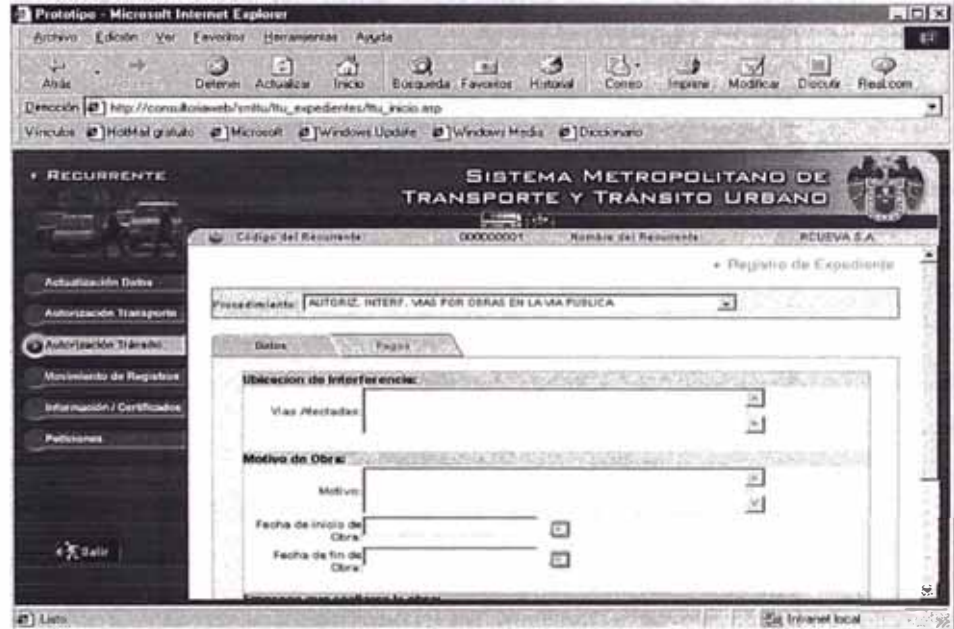 Prototipo - Microsoft Internet Explorer
Archivo Edición Ver Favoritos Herramientas Ayuda
Atrás Detener Actualizar Inicio Búsqueda Favoritos Historial Correo Imprimir Modificar Discutir Real.com
Dirección http://consultoriaweb/smttu/ttu_expedientes/ttu_inicio.asp
Vínculos HotMail gratuito Microsoft Windows Update Windows Media Diccionario
RECURRENTE
SISTEMA METROPOLITANO DE
TRANSPORTE Y TRÁNSITO URBANO
Código del Recurrente: 000000001 Nombre del Recurrente: RCUEVA S.A.
Registro de Expediente
Actualización Datos
Autorización Transporte
Autorización Tránsito
Movimiento de Registros
Información / Certificados
Peticiones
Salir
Procedimiento: AUTORIZ. INTERF. VIAS POR OBRAS EN LA VIA PUBLICA
Datos Pagos
Ubicación de Interferencia:
Vias Afectadas:
Motivo de Obra:
Motivo:
Fecha de inicio de
Obra:
Fecha de fin de
Obra:
Listo Intranet local